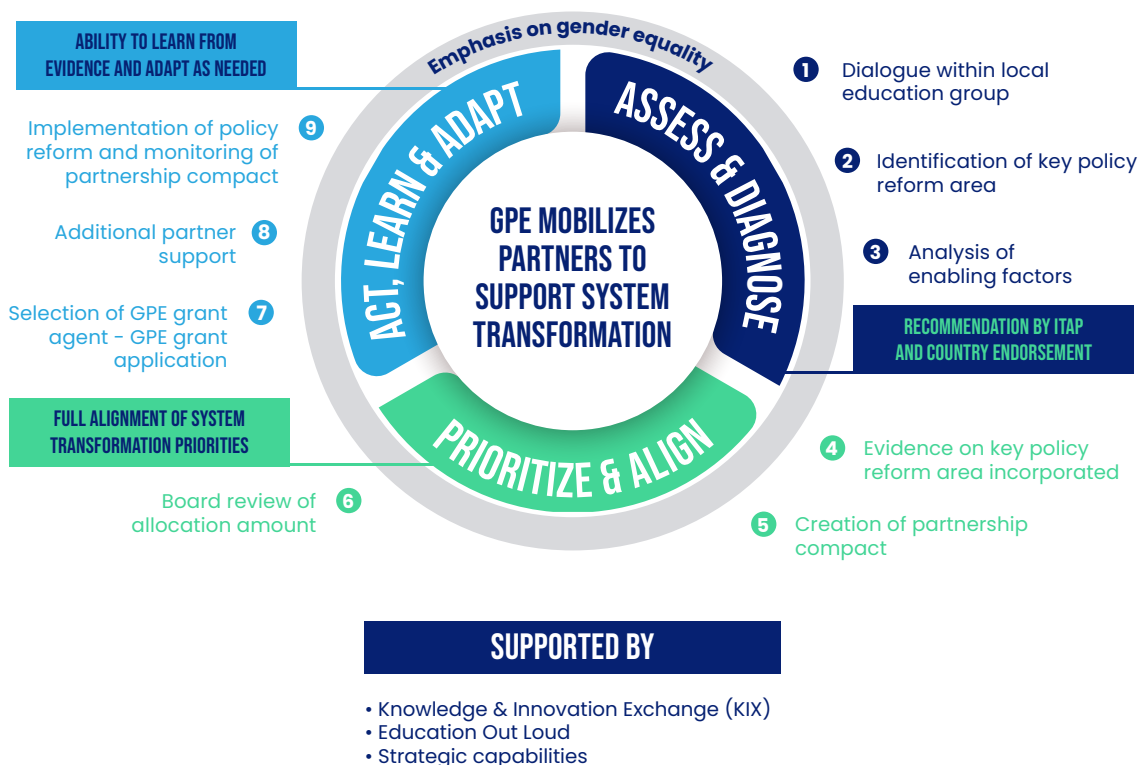 Emphasis on gender equality
ASSESS & DIAGNOSE
PRIORITIZE & ALIGN
ACT, LEARN & ADAPT
GPE MOBILIZES
PARTNERS TO
SUPPORT SYSTEM
TRANSFORMATION
1 Dialogue within local
education group
2 Identification of key policy
reform area
3 Analysis of
enabling factors
RECOMMENDATION BY ITAP
AND COUNTRY ENDORSEMENT
4 Evidence on key policy
reform area incorporated
5 Creation of partnership
compact
6 Board review of
allocation amount
FULL ALIGNMENT OF SYSTEM
TRANSFORMATION PRIORITIES
7 Selection of GPE grant
agent - GPE grant
application
8 Additional partner
support
9 Implementation of policy
reform and monitoring of
partnership compact
ABILITY TO LEARN FROM
EVIDENCE AND ADAPT AS NEEDED
SUPPORTED BY
• Knowledge & Innovation Exchange (KIX)
• Education Out Loud
• Strategic capabilities